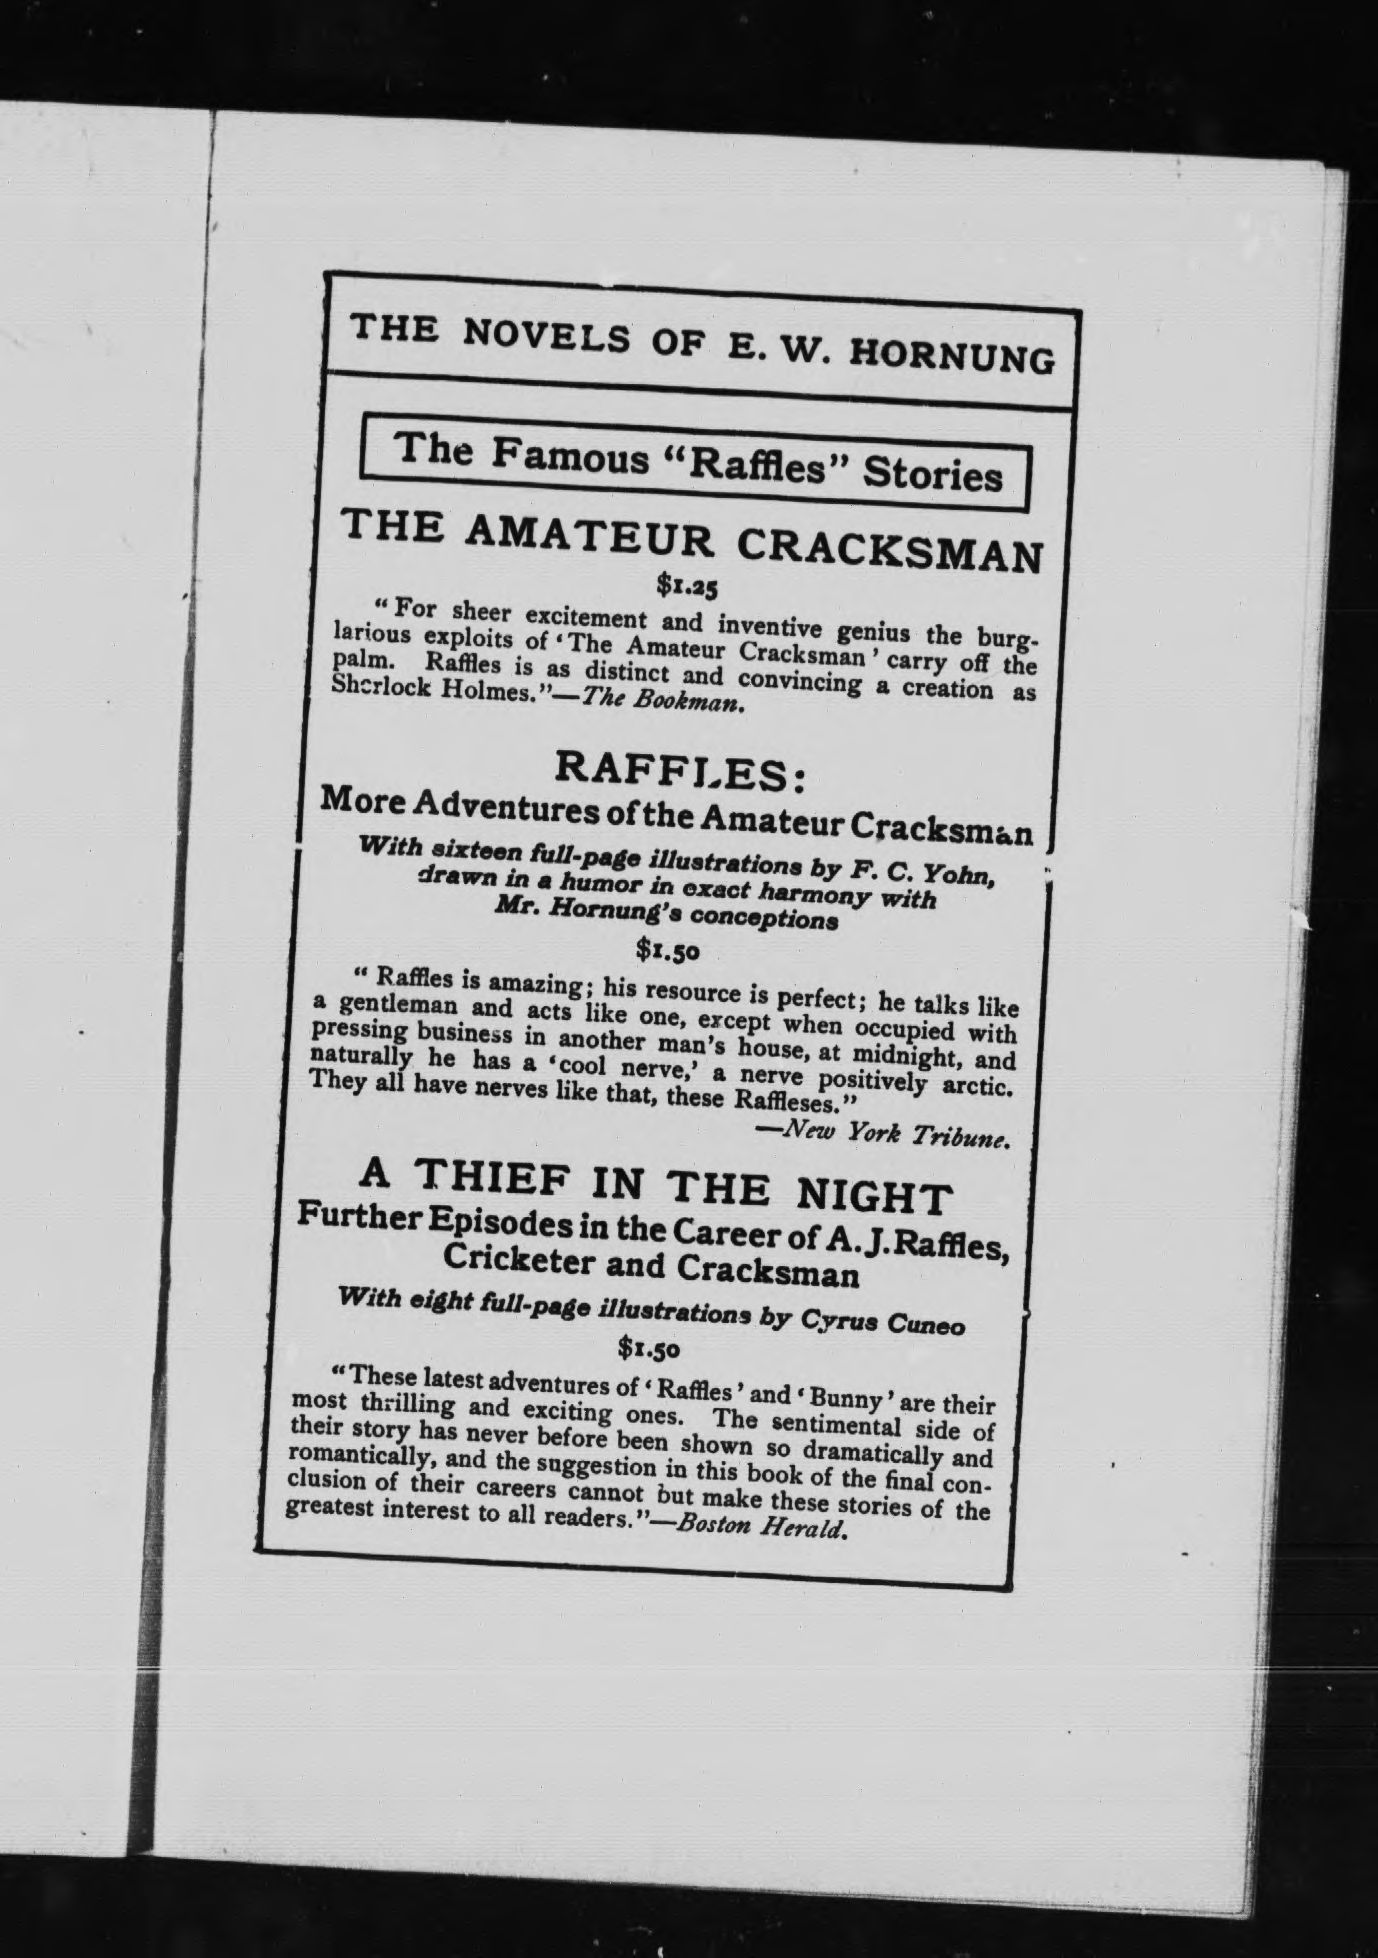 THE NOVELS OF E. W. HORNUNG
The Famous "Raffles" Stories
THE AMATEUR CRACKSMAN
$1.25
"For sheer excitement and inventive genius the burg-
larious exploits of 'The Amateur Cracksman' carry off the
palm. Raffles is as distinct and convincing a creation as
Sherlock Holmes."—The Bookman.
RAFFLES:
More Adventures of the Amateur Cracksman
With sixteen full-page illustrations by F. C. Yohn,
drawn in a humor in exact harmony with
Mr. Hornung's conceptions
$1.50
"Raffles is amazing; his resource is perfect; he talks like
a gentleman and acts like one, except when occupied with
pressing business in another man's house, at midnight, and
naturally he has a 'cool nerve,' a nerve positively arctic.
They all have nerves like that, these Raffleses."
—New York Tribune.
A THIEF IN THE NIGHT
Further Episodes in the Career of A. J. Raffles,
Cricketer and Cracksman
With eight full-page illustrations by Cyrus Cuneo
$1.50
"These latest adventures of 'Raffles' and 'Bunny' are their
most thrilling and exciting ones. The sentimental side of
their story has never before been shown so dramatically and
romantically, and the suggestion in this book of the final con-
clusion of their careers cannot but make these stories of the
greatest interest to all readers."—Boston Herald.